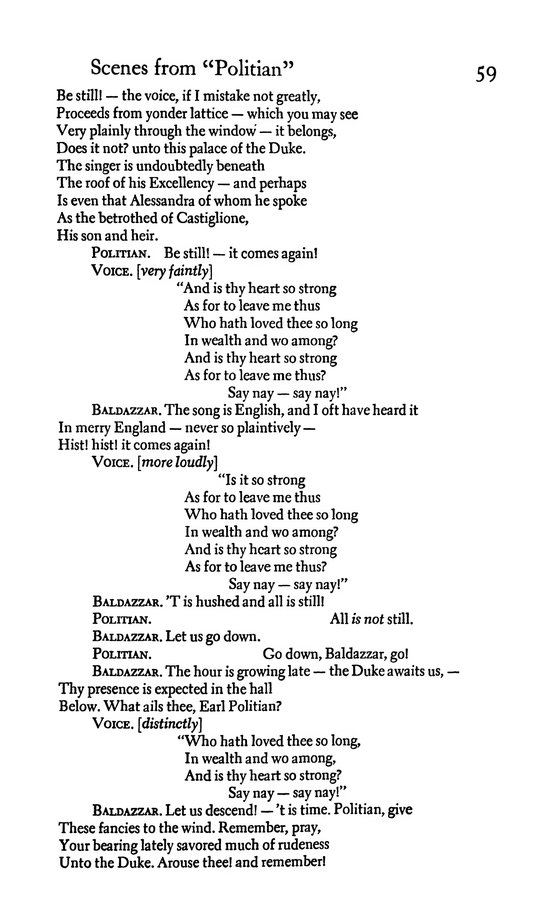 Scenes from “Politian” 59
Be still! — the voice, if I mistake not greatly,
Proceeds from yonder lattice — which you may see
Very plainly through the window — it belongs,
Does it not? unto this palace of the Duke.
The singer is undoubtedly beneath
The roof of his Excellency — and perhaps
Is even that Alessandra of whom he spoke
As the betrothed of Castiglione,
His son and heir.
POLITIAN. Be still! — it comes again!
VOICE. [very faintly]
“And is thy heart so strong
As for to leave me thus
Who hath loved thee so long
In wealth and wo among?
And is thy heart so strong
As for to leave me thus?
Say nay — say nay!”
BALDAZZAR. The song is English, and I oft have heard it
In merry England — never so plaintively —
Hist! hist! it comes again!
VOICE. [more loudly]
“Is it so strong
As for to leave me thus
Who hath loved thee so long
In wealth and wo among?
And is thy heart so strong
As for to leave me thus?
Say nay — say nay!”
BALDAZZAR. ’T is hushed and all is still!
POLITIAN. All is not still.
BALDAZZAR. Let us go down.
POLITIAN. Go down, Baldazzar, go!
BALDAZZAR. The hour is growing late — the Duke awaits us, —
Thy presence is expected in the hall
Below. What ails thee, Earl Politian?
VOICE. [distinctly]
“Who hath loved thee so long,
In wealth and wo among,
And is thy heart so strong?
Say nay — say nay!”
BALDAZZAR. Let us descend! — ’t is time. Politian, give
These fancies to the wind. Remember, pray,
Your bearing lately savored much of rudeness
Unto the Duke. Arouse thee! and remember!